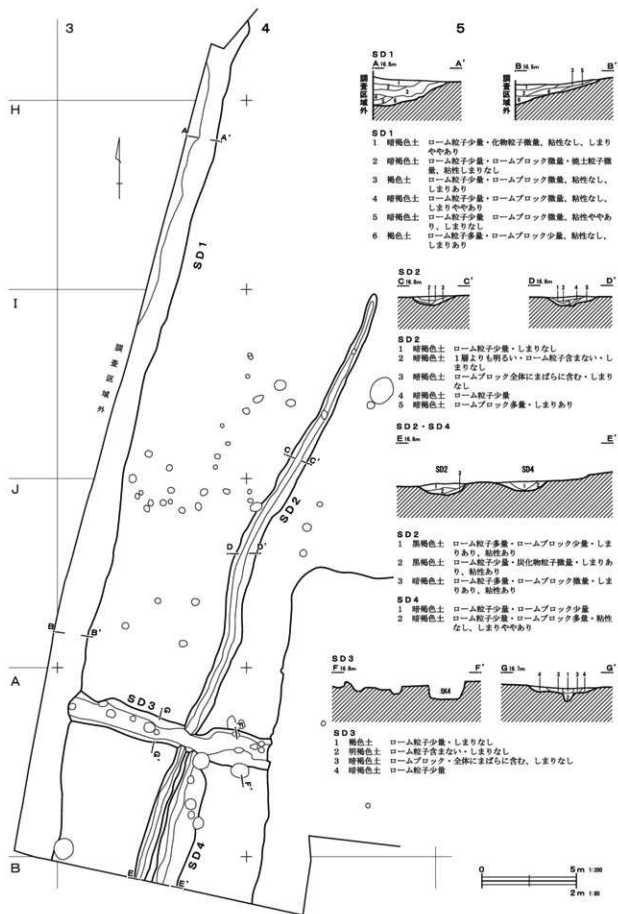 3
4
5
H
I
J
A
B
A
A'
SD1
調査区域外
C
C'
SD2
D
D'
B
B'
SD3
G
G'
F
F'
SD4
E
E'
SD1
A 16.5m
A'
調査区域外
1
2
3
4
5
6
B 16.5m
B'
調査区域外
3 5
SD1
1 暗褐色土 ローム粒子少量・化物粒子微量、粘性なし、しまり
ややあり
2 暗褐色土 ローム粒子少量・ロームブロック微量・焼土粒子微
量、粘性しまりなし
3 褐色土 ローム粒子少量・ロームブロック微量、粘性なし、
しまりあり
4 暗褐色土 ローム粒子少量・ロームブロック微量、粘性なし、
しまりややあり
5 暗褐色土 ローム粒子少量 ロームブロック微量、粘性ややあ
り、しまりなし
6 褐色土 ローム粒子多量・ロームブロック少量、粘性なし、
しまりあり
SD2
C 16.8m
C'
2 1 3
D 16.8m
D'
1 2 4 5
SD2
1 暗褐色土 ローム粒子少量・しまりなし
2 暗褐色土 1層よりも明るい・ローム粒子含まない・しまりな
し
3 暗褐色土 ロームブロック全体にまばらに含む・しまり
なし
4 暗褐色土 ローム粒子少量
5 暗褐色土 ロームブロック多量・しまりあり
SD2・SD4
E 16.8m
E'
SD2
3
SD4
SD2
1 黒褐色土 ローム粒子多量・ロームブロック少量・し
まりあり、粘性あり
2 黒褐色土 ローム粒子少量・炭化物粒子微量・しまりあ
り、粘性あり
3 暗褐色土 ローム粒子多量・ロームブロック微量・しま
りあり、粘性あり
SD4
1 暗褐色土 ローム粒子少量・ロームブロック少量
2 暗褐色土 ローム粒子少量・ロームブロック多量・粘性
なし、しまりややあり
SD3
F 16.8m
F'
SK4
G 16.7m
G'
4 3 1 3 4
SD3
1 褐色土 ローム粒子少量・しまりなし
2 明褐色土 ローム粒子含まない・しまりなし
3 暗褐色土 ロームブロック・全体にまばらに含む、しまりなし
4 暗褐色土 ローム粒子少量
0 5m 1:200
2m 1:80